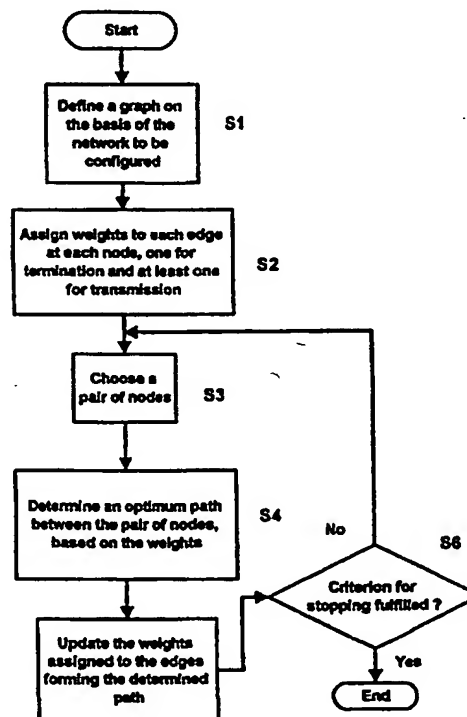 Start
Define a graph on
the basis of the
network to be
configured
S1
Assign weights to each edge
at each node, one for
termination and at least one
for transmission
S2
Choose a
pair of nodes
S3
Determine an optimum path
between the pair of nodes,
based on the weights
S4
Update the weights
assigned to the edges
forming the determined
path
No
S6
Criterion for
stopping fulfilled ?
Yes
End